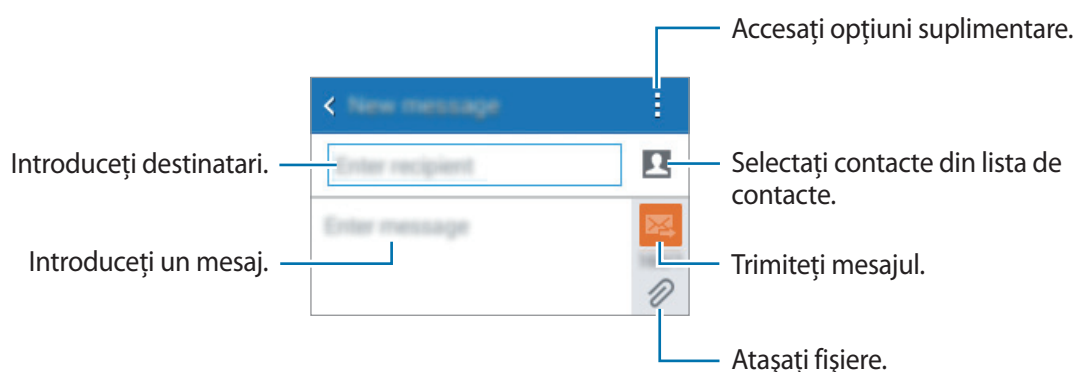 Accesați opțiuni suplimentare.
New message
Introduceți destinatari.
Enter recipient
Selectați contacte din lista de
contacte.
Enter message
Introduceți un mesaj.
Trimiteți mesajul.
Atașați fișiere.